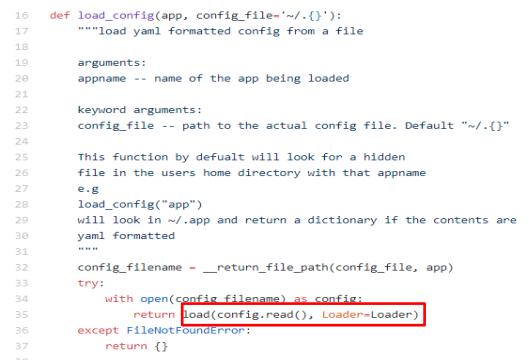 16 def load_config(app, config_file='~/.{}'):
17     """load yaml formatted config from a file
18
19     arguments:
20     appname -- name of the app being loaded
21
22     keyword arguments:
23     config_file -- path to the actual config file. Default "~/.{}"
24
25     This function by defualt will look for a hidden
26     file in the users home directory with that appname
27     e.g
28     load_config("app")
29     will look in ~/.app and return a dictionary if the contents are
30     yaml formatted
31     """
32     config_filename = __return_file_path(config_file, app)
33     try:
34         with open(config_filename) as config:
35             return load(config.read(), Loader=Loader)
36     except FileNotFoundError:
37         return {}